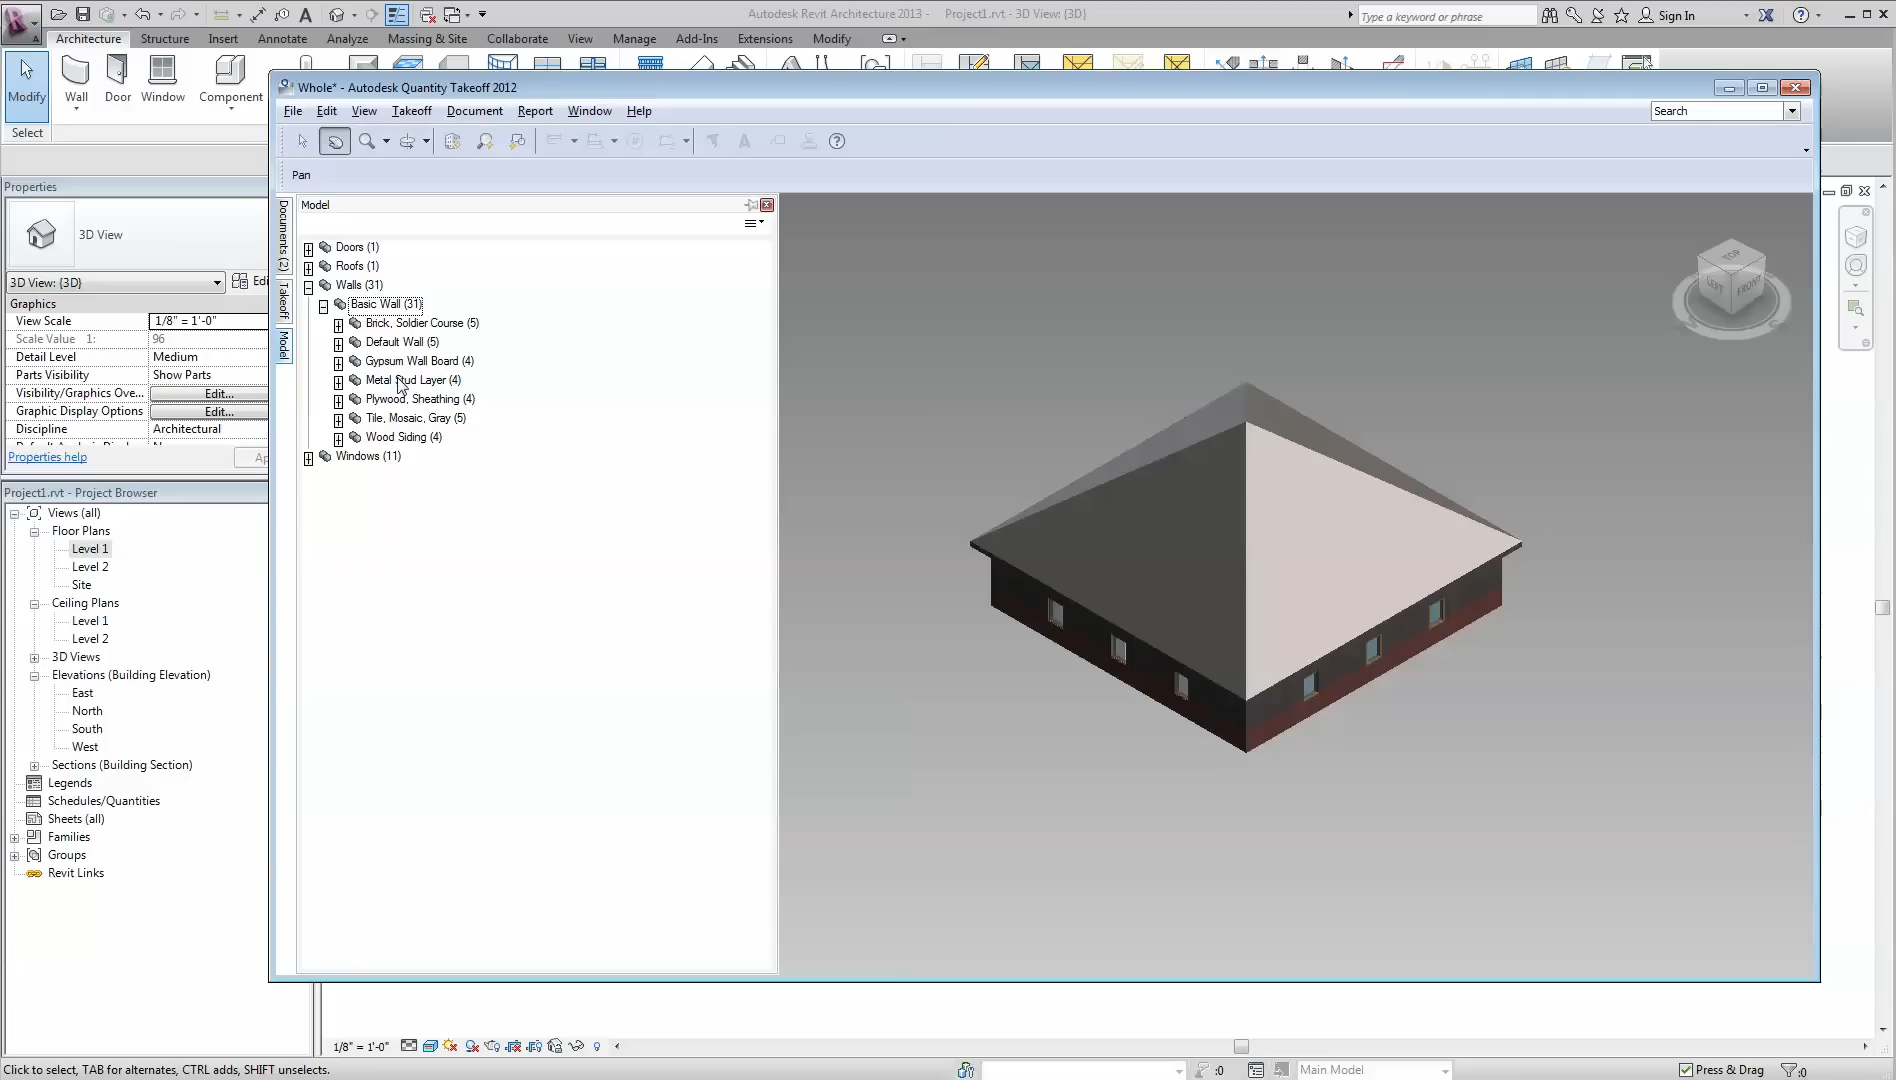 Autodesk Revit Architecture 2013 - Project1.rvt - 3D View: {3D}
Type a keyword or phrase
Sign In
Architecture Structure Insert Annotate Analyze Massing & Site Collaborate View Manage Add-Ins Extensions Modify
Modify Wall Door Window Component
Select
Whole* - Autodesk Quantity Takeoff 2012
File Edit View Takeoff Document Report Window Help
Search
Pan
Properties
3D View
3D View: {3D}
Graphics
View Scale 1/8" = 1'-0"
Scale Value 1: 96
Detail Level Medium
Parts Visibility Show Parts
Visibility/Graphics Ove... Edit...
Graphic Display Options Edit...
Discipline Architectural
Properties help
Project1.rvt - Project Browser
Views (all)
Floor Plans
Level 1
Level 2
Site
Ceiling Plans
Level 1
Level 2
3D Views
Elevations (Building Elevation)
East
North
South
West
Sections (Building Section)
Legends
Schedules/Quantities
Sheets (all)
Families
Groups
Revit Links
Documents (2)
Takeoff
Model
Model
Doors (1)
Roofs (1)
Walls (31)
Basic Wall (31)
Brick, Soldier Course (5)
Default Wall (5)
Gypsum Wall Board (4)
Metal Stud Layer (4)
Plywood, Sheathing (4)
Tile, Mosaic, Gray (5)
Wood Siding (4)
Windows (11)
TOP
LEFT
FRONT
1/8" = 1'-0"
Click to select, TAB for alternates, CTRL adds, SHIFT unselects.
:0
Main Model
Press & Drag
:0